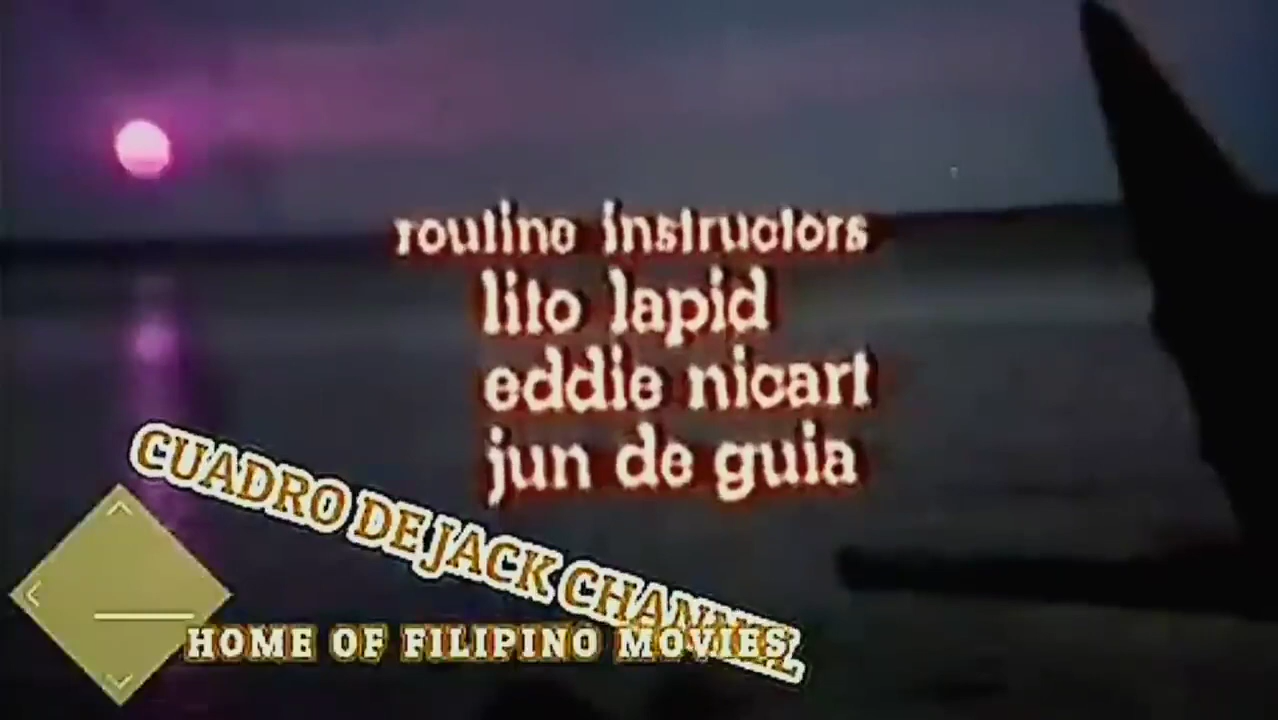 routine instructors
lito lapid
eddie nicart
jun de guia
CUADRO DE JACK CHANNEL
HOME OF FILIPINO MOVIES